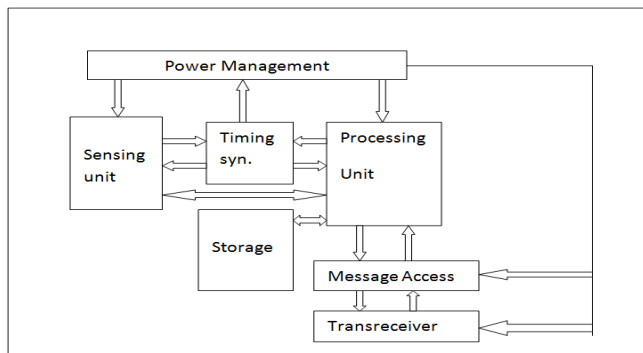 Power Management
Sensing
unit
Timing
syn.
Processing
Unit
Storage
Message Access
Transreceiver